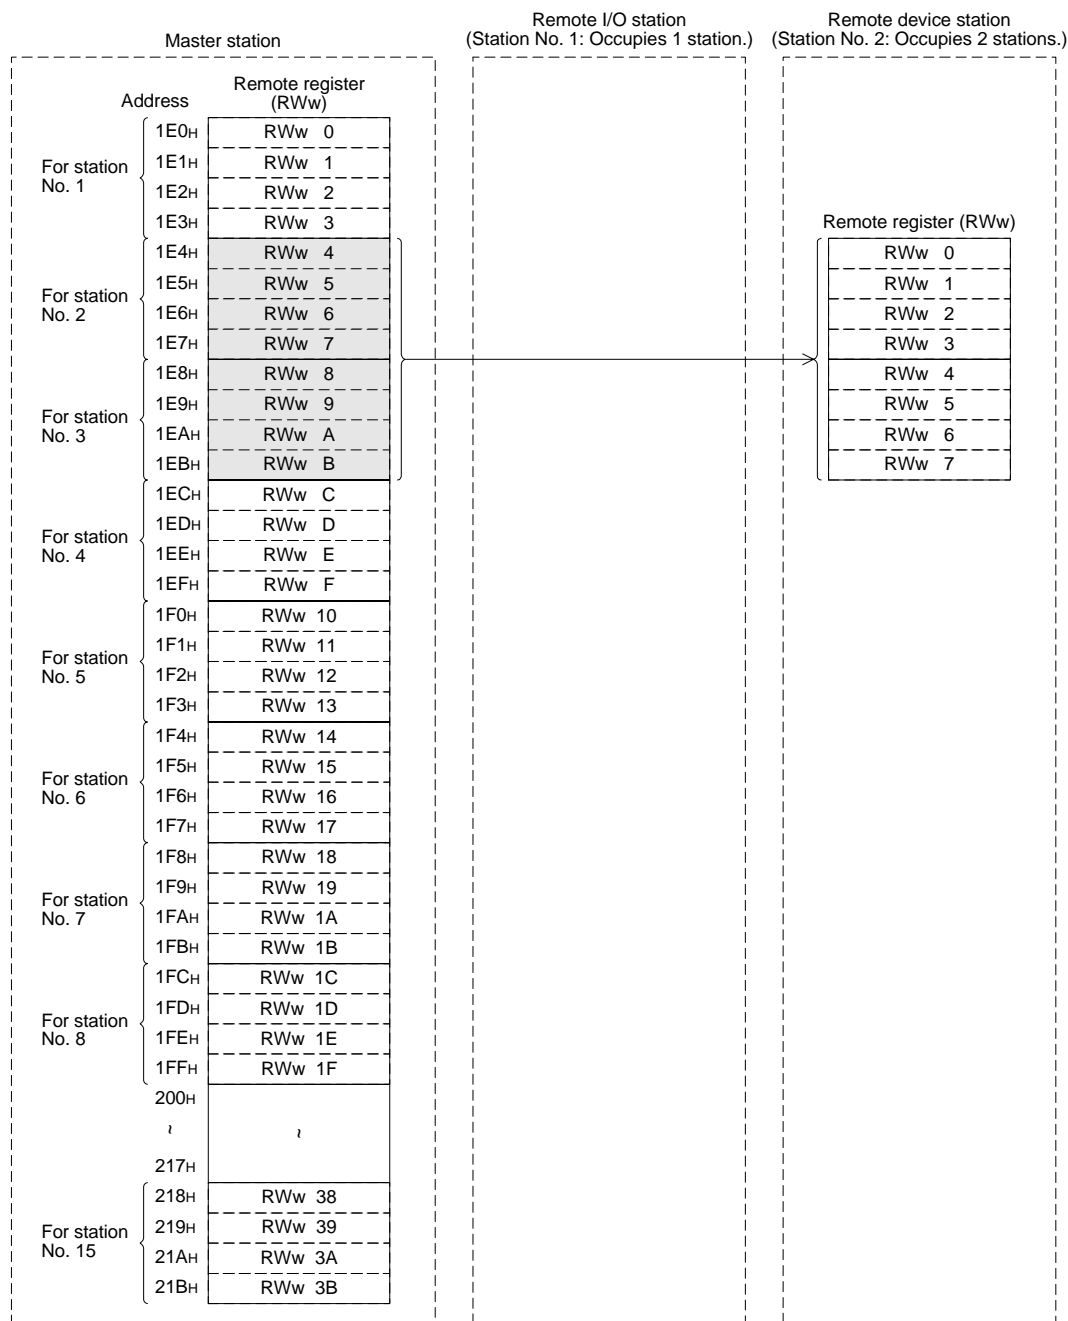 Master station
Remote I/O station
(Station No. 1: Occupies 1 station.)
Remote device station
(Station No. 2: Occupies 2 stations.)
Address
Remote register
(RWw)
For station
No. 1
1E0H RWw 0
1E1H RWw 1
1E2H RWw 2
1E3H RWw 3
For station
No. 2
1E4H RWw 4
1E5H RWw 5
1E6H RWw 6
1E7H RWw 7
For station
No. 3
1E8H RWw 8
1E9H RWw 9
1EAH RWw A
1EBH RWw B
For station
No. 4
1ECH RWw C
1EDH RWw D
1EEH RWw E
1EFH RWw F
For station
No. 5
1F0H RWw 10
1F1H RWw 11
1F2H RWw 12
1F3H RWw 13
For station
No. 6
1F4H RWw 14
1F5H RWw 15
1F6H RWw 16
1F7H RWw 17
For station
No. 7
1F8H RWw 18
1F9H RWw 19
1FAH RWw 1A
1FBH RWw 1B
For station
No. 8
1FCH RWw 1C
1FDH RWw 1D
1FEH RWw 1E
1FFH RWw 1F
200H
~ ~
217H
For station
No. 15
218H RWw 38
219H RWw 39
21AH RWw 3A
21BH RWw 3B
Remote register (RWw)
RWw 0
RWw 1
RWw 2
RWw 3
RWw 4
RWw 5
RWw 6
RWw 7